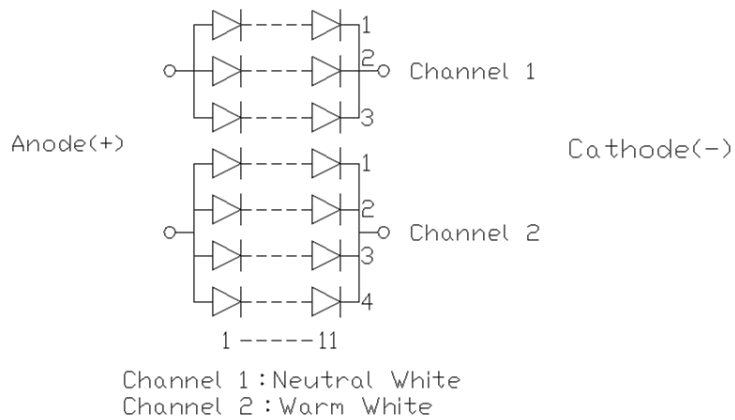 1
2
Channel 1
3
Anode(+)
Cathode(-)
1
2
Channel 2
3
4
1 ----- 11
Channel 1:Neutral White
Channel 2:Warm White